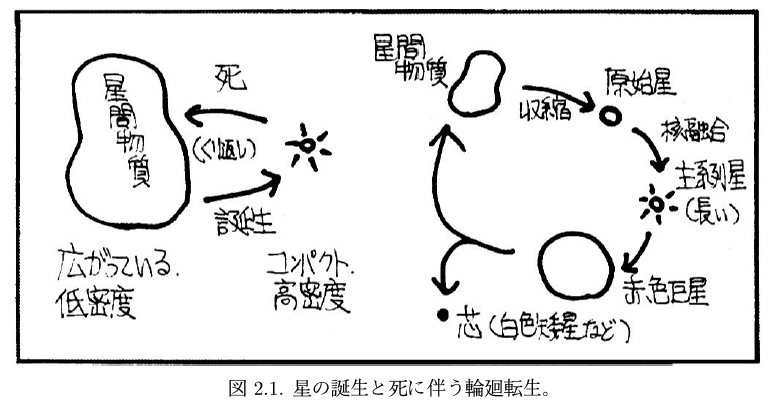 星間物質
死
(くり返し)
誕生
広がっている.
低密度
コンパクト.
高密度
星間
物質
収縮
原始星
核融合
主系列星
(長い)
赤色巨星
芯(白色矮星など)
図 2.1. 星の誕生と死に伴う輪廻転生。